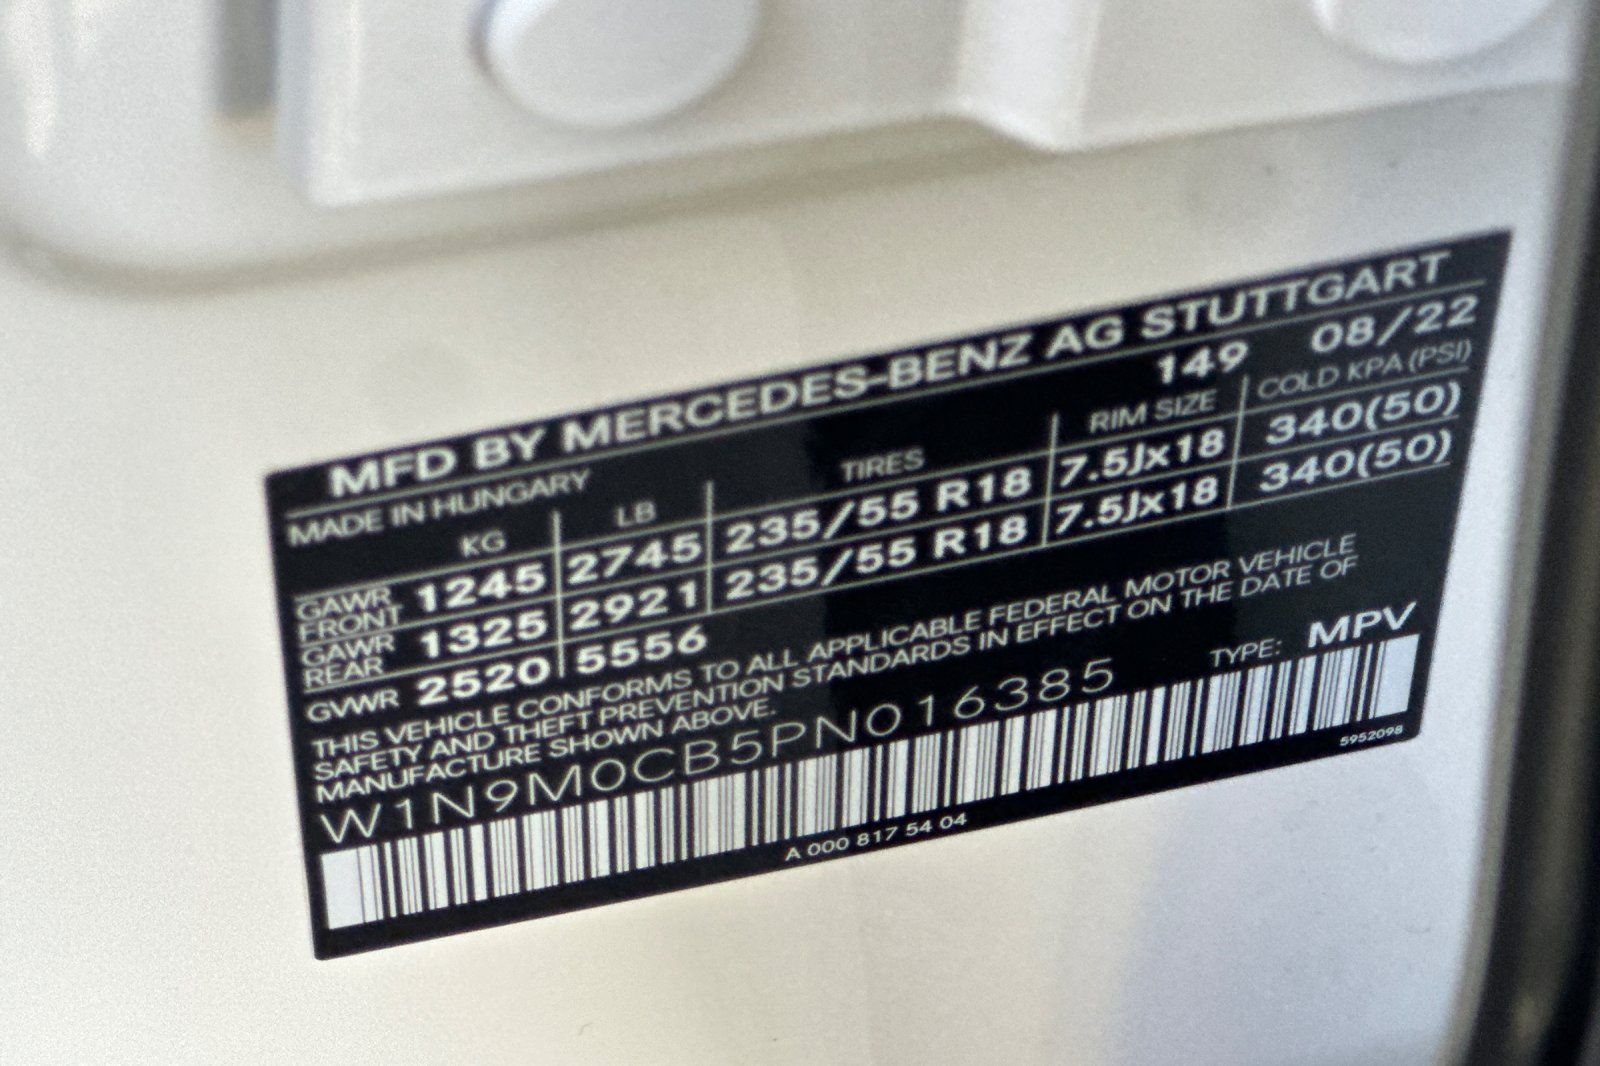 MFD BY MERCEDES-BENZ AG STUTTGART
MADE IN HUNGARY 149 08/22
KG LB TIRES RIM SIZE COLD KPA (PSI)
GAWR FRONT 1245 2745 235/55 R18 7.5Jx18 340(50)
GAWR REAR 1325 2921 235/55 R18 7.5Jx18 340(50)
GVWR 2520 5556
THIS VEHICLE CONFORMS TO ALL APPLICABLE FEDERAL MOTOR VEHICLE
SAFETY AND THEFT PREVENTION STANDARDS IN EFFECT ON THE DATE OF
MANUFACTURE SHOWN ABOVE.
W1N9M0CB5PN016385 TYPE: MPV
A 000 817 54 04 5952098